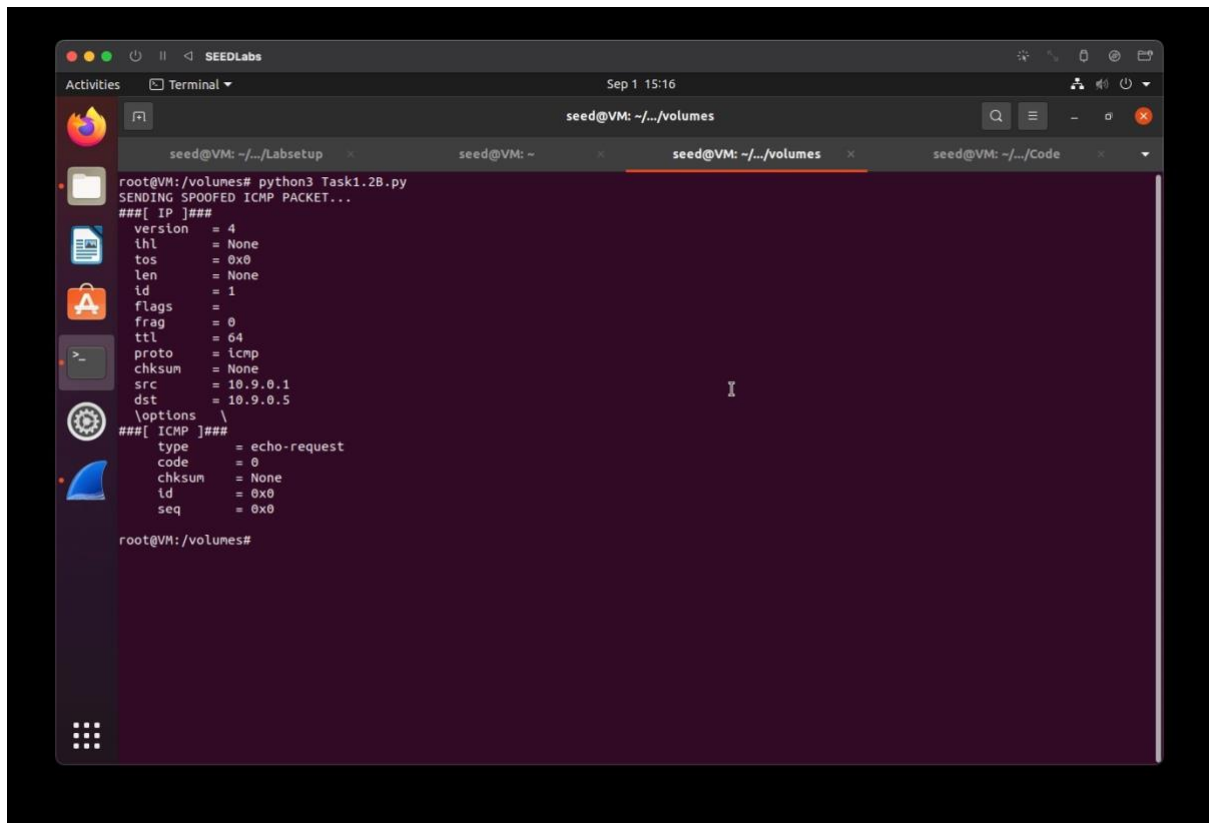 SEEDLabs
Activities Terminal Sep 1 15:16
seed@VM: ~/.../volumes
seed@VM: ~/.../Labsetup seed@VM: ~ seed@VM: ~/.../volumes seed@VM: ~/.../Code
root@VM:/volumes# python3 Task1.2B.py
SENDING SPOOFED ICMP PACKET...
###[ IP ]###
version = 4
ihl = None
tos = 0x0
len = None
id = 1
flags =
frag = 0
ttl = 64
proto = icmp
chksum = None
src = 10.9.0.1
dst = 10.9.0.5
\options \
###[ ICMP ]###
type = echo-request
code = 0
chksum = None
id = 0x0
seq = 0x0
root@VM:/volumes#